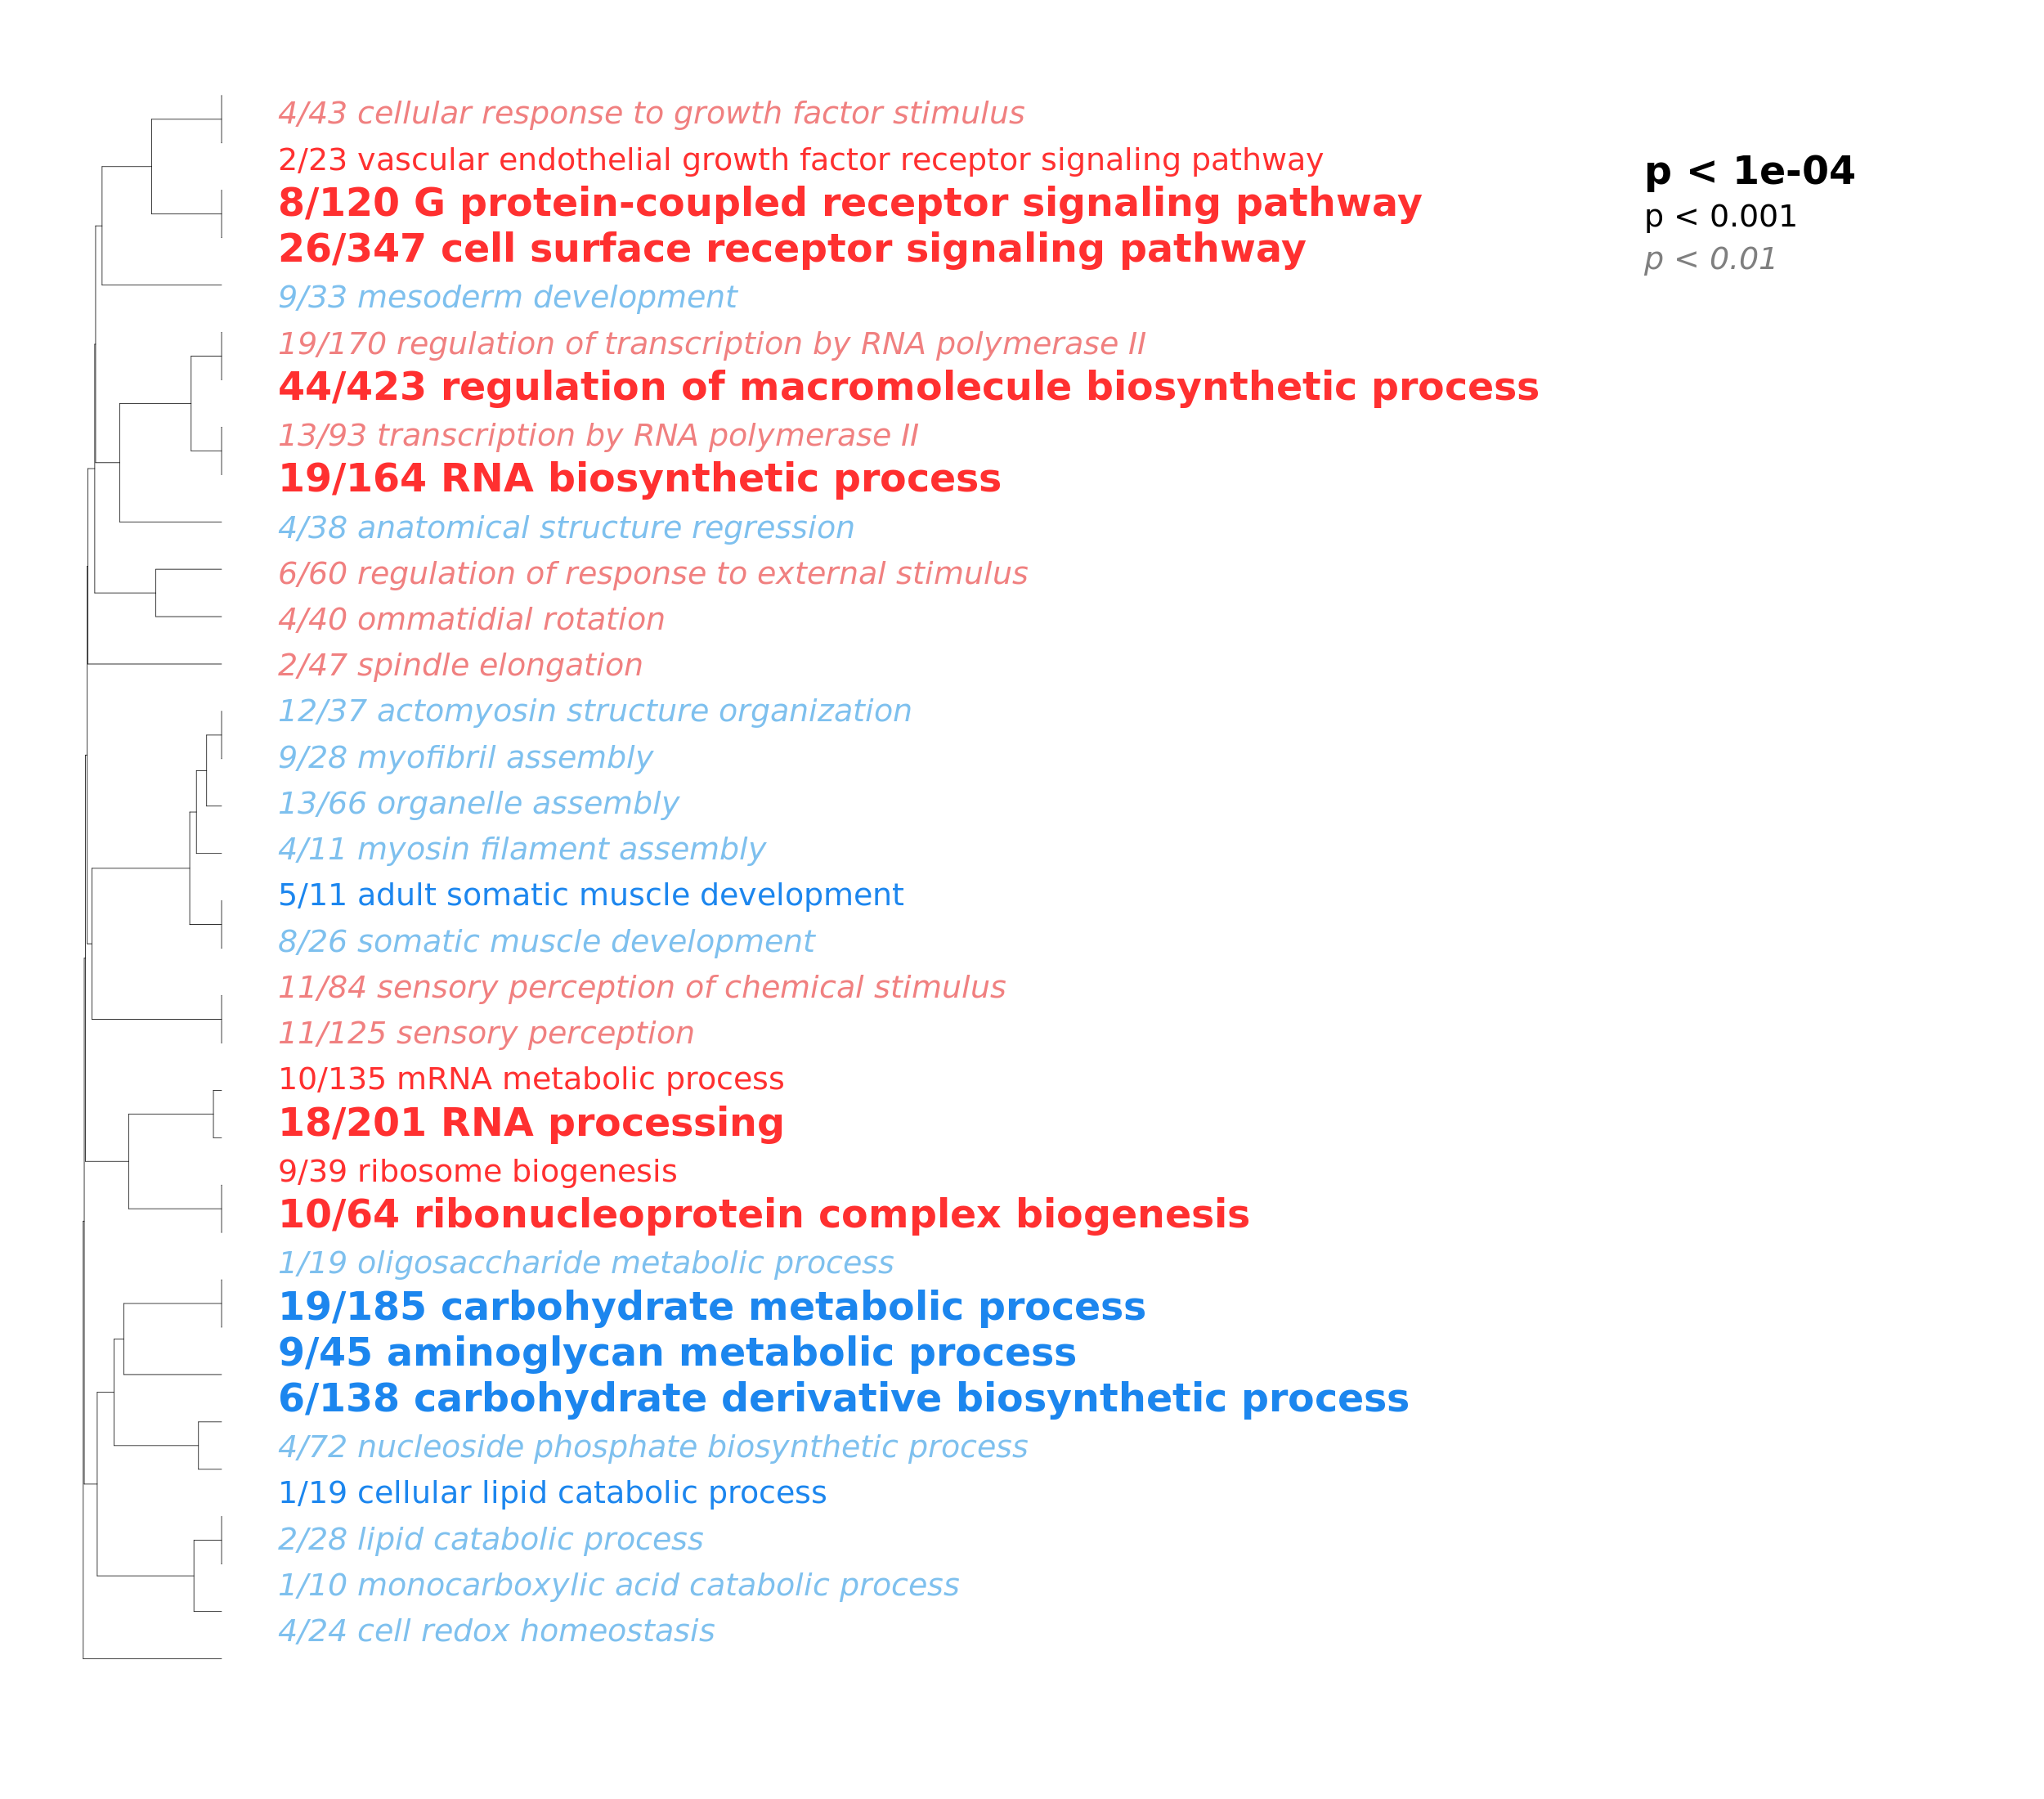 4/43 cellular response to growth factor stimulus
2/23 vascular endothelial growth factor receptor signaling pathway
8/120 G protein-coupled receptor signaling pathway
26/347 cell surface receptor signaling pathway
9/33 mesoderm development
19/170 regulation of transcription by RNA polymerase II
44/423 regulation of macromolecule biosynthetic process
13/93 transcription by RNA polymerase II
19/164 RNA biosynthetic process
4/38 anatomical structure regression
6/60 regulation of response to external stimulus
4/40 ommatidial rotation
2/47 spindle elongation
12/37 actomyosin structure organization
9/28 myofibril assembly
13/66 organelle assembly
4/11 myosin filament assembly
5/11 adult somatic muscle development
8/26 somatic muscle development
11/84 sensory perception of chemical stimulus
11/125 sensory perception
10/135 mRNA metabolic process
18/201 RNA processing
9/39 ribosome biogenesis
10/64 ribonucleoprotein complex biogenesis
1/19 oligosaccharide metabolic process
19/185 carbohydrate metabolic process
9/45 aminoglycan metabolic process
6/138 carbohydrate derivative biosynthetic process
4/72 nucleoside phosphate biosynthetic process
1/19 cellular lipid catabolic process
2/28 lipid catabolic process
1/10 monocarboxylic acid catabolic process
4/24 cell redox homeostasis
p < 1e-04
p < 0.001
p < 0.01